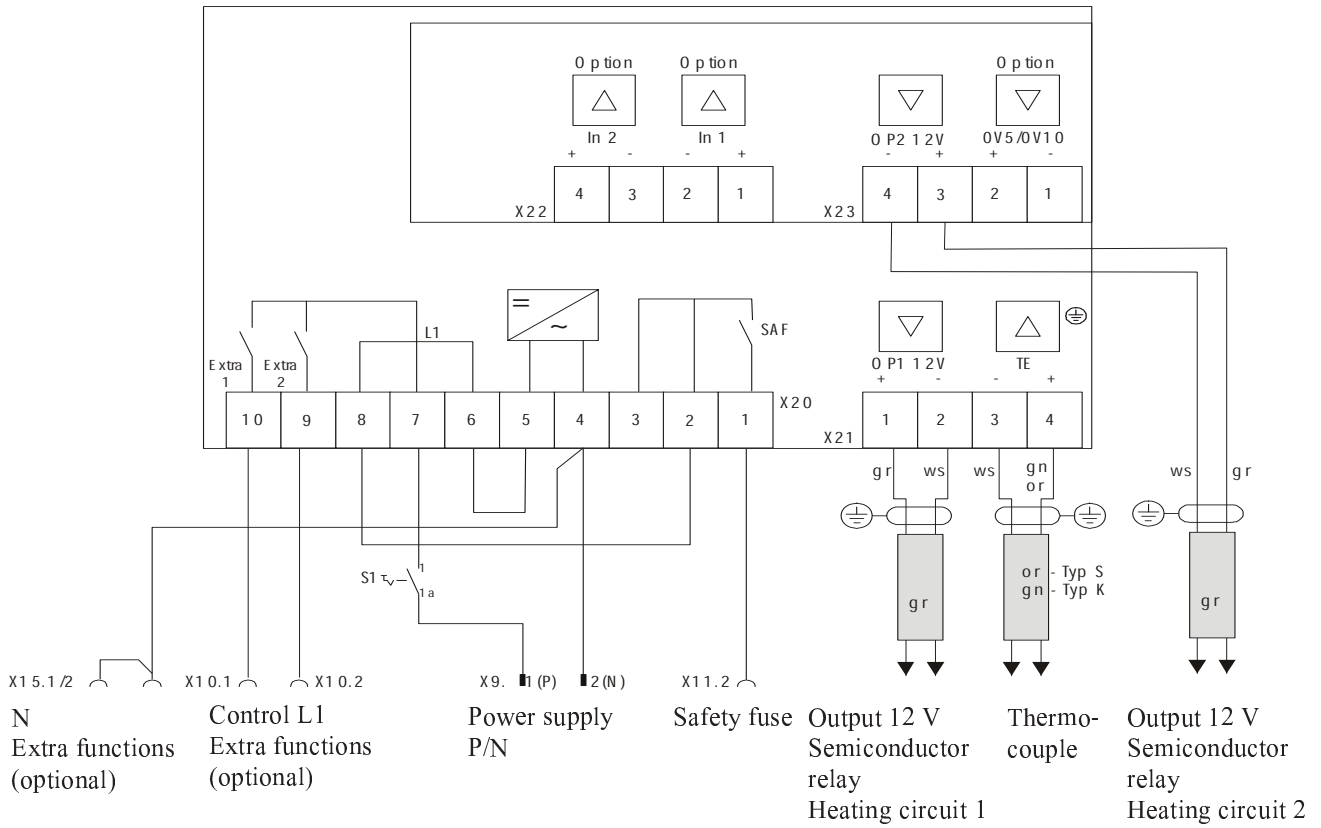 Option Option Option
In 2 In 1 OP2 12V 0V5/0V10
+ - - + - + + -
X22 4 3 2 1 X23 4 3 2 1
L1 SAF
Extra 1 Extra 2 OP1 12V TE
= ~
+ - - +
10 9 8 7 6 5 4 3 2 1 X20
X21 1 2 3 4
gr ws ws gn or ws gr
S1 1 1a
or - Typ S
gn - Typ K
gr gr
X15.1/2 X10.1 X10.2 X9. 1(P) 2(N) X11.2
N
Extra functions
(optional)
Control L1
Extra functions
(optional)
Power supply
P/N
Safety fuse
Output 12 V
Semiconductor
relay
Heating circuit 1
Thermo-
couple
Output 12 V
Semiconductor
relay
Heating circuit 2